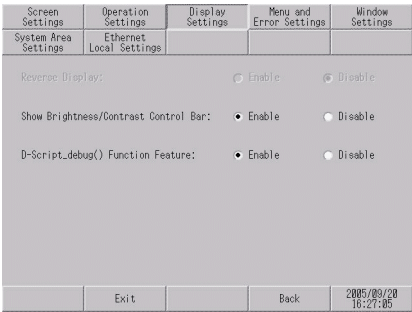 Screen Settings
Operation Settings
Display Settings
Menu and Error Settings
Window Settings
System Area Settings
Ethernet Local Settings
Reverse Display: Enable Disable
Show Brightness/Contrast Control Bar: Enable Disable
D-Script_debug() Function Feature: Enable Disable
Exit
Back
2005/09/20
16:27:05